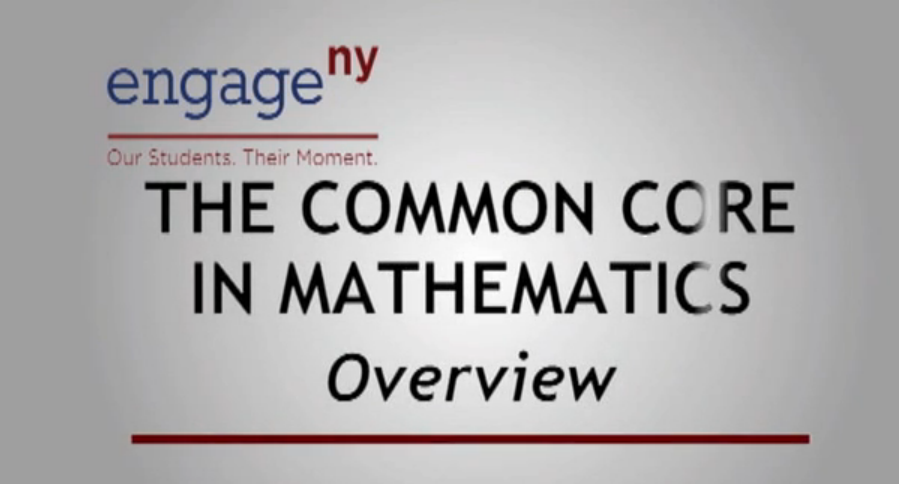 engage ny
Our Students. Their Moment.
THE COMMON CORE
IN MATHEMATICS
Overview